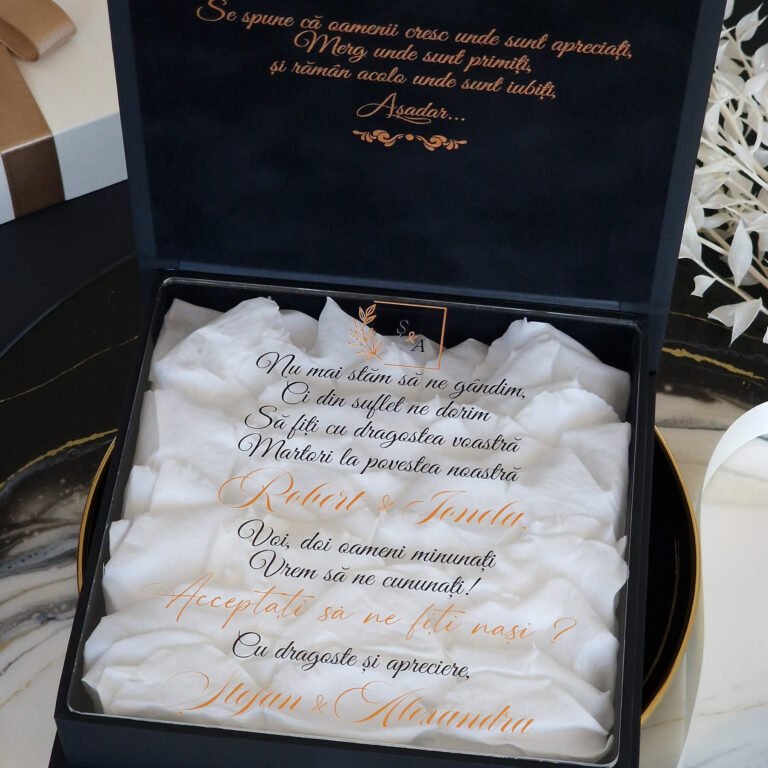 Se spune că oamenii cresc unde sunt apreciați,
Merg unde sunt primiți,
și rămân acolo unde sunt iubiți,
Așadar...
Ș & A
Nu mai stăm să ne gândim,
Ci din suflet ne dorim
Să fiți cu dragostea voastră
Martori la povestea noastră
Robert & Ionela,
Voi, doi oameni minunați
Vrem să ne cununați!
Acceptați să ne fiți nași ?
Cu dragoste și apreciere,
Ștefan & Alexandra